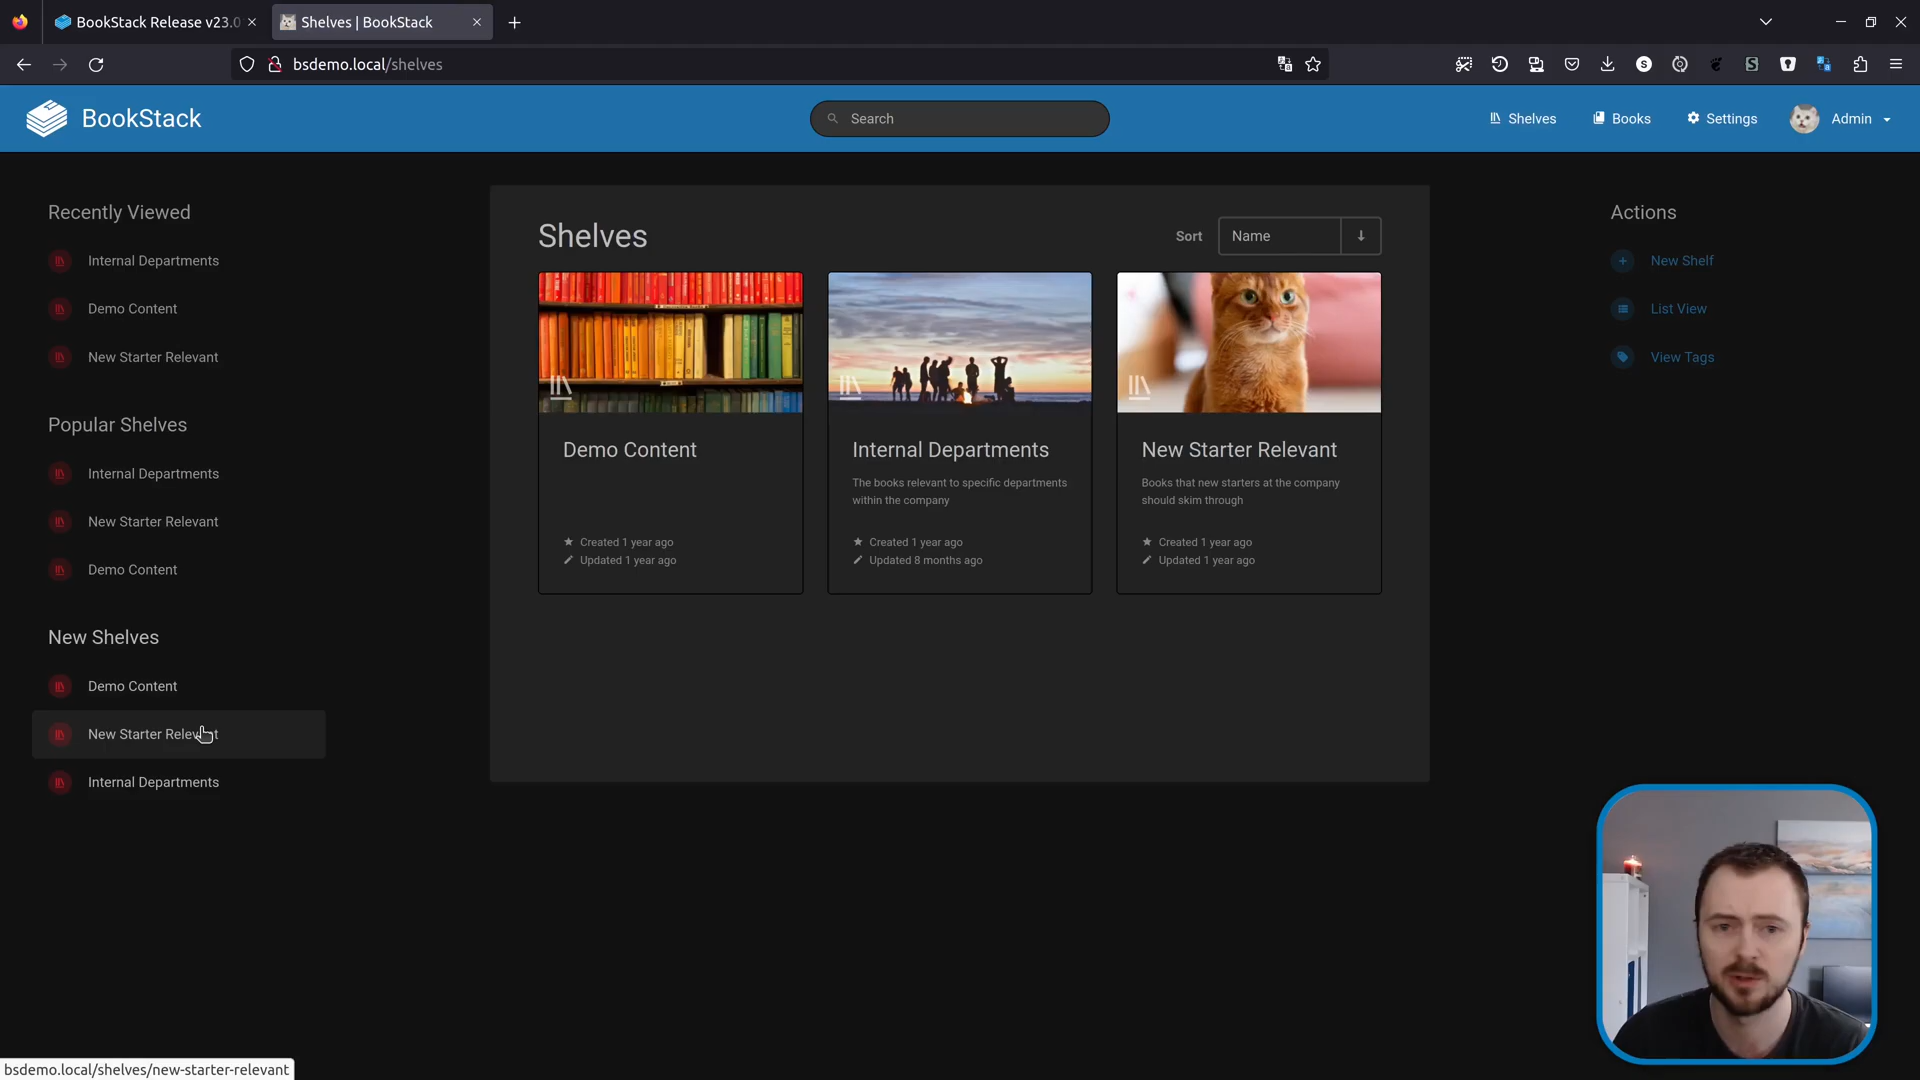 BookStack Release v23.0
Shelves | BookStack
bsdemo.local/shelves
BookStack
Search
Shelves
Books
Settings
Admin
Recently Viewed
Internal Departments
Demo Content
New Starter Relevant
Popular Shelves
Internal Departments
New Starter Relevant
Demo Content
New Shelves
Demo Content
New Starter Relevant
Internal Departments
Shelves
Sort
Name
Demo Content
Created 1 year ago
Updated 1 year ago
Internal Departments
The books relevant to specific departments
within the company
Created 1 year ago
Updated 8 months ago
New Starter Relevant
Books that new starters at the company
should skim through
Created 1 year ago
Updated 1 year ago
Actions
New Shelf
List View
View Tags
bsdemo.local/shelves/new-starter-relevant